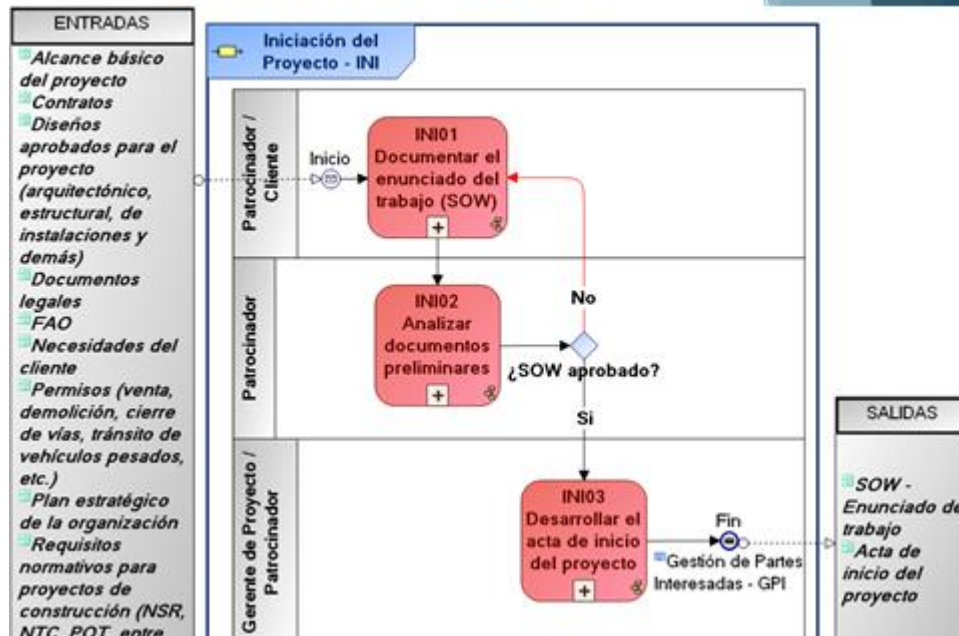 ENTRADAS
Alcance básico
del proyecto
Contratos
Diseños
aprobados para el
proyecto
(arquitectónico,
estructural, de
instalaciones y
demás)
Documentos
legales
FAO
Necesidades del
cliente
Permisos (venta,
demolición, cierre
de vías, tránsito de
vehículos pesados,
etc.)
Plan estratégico
de la organización
Requisitos
normativos para
proyectos de
construcción (NSR,
NTC, POT, entre
Iniciación del
Proyecto - INI
Patrocinador /
Cliente
Inicio
INI01
Documentar el
enunciado del
trabajo (SOW)
Patrocinador
INI02
Analizar
documentos
preliminares
No
¿SOW aprobado?
Si
Gerente de Proyecto /
Patrocinador
INI03
Desarrollar el
acta de inicio
del proyecto
Fin
Gestión de Partes
Interesadas - GPI
SALIDAS
SOW -
Enunciado de
trabajo
Acta de
inicio del
proyecto